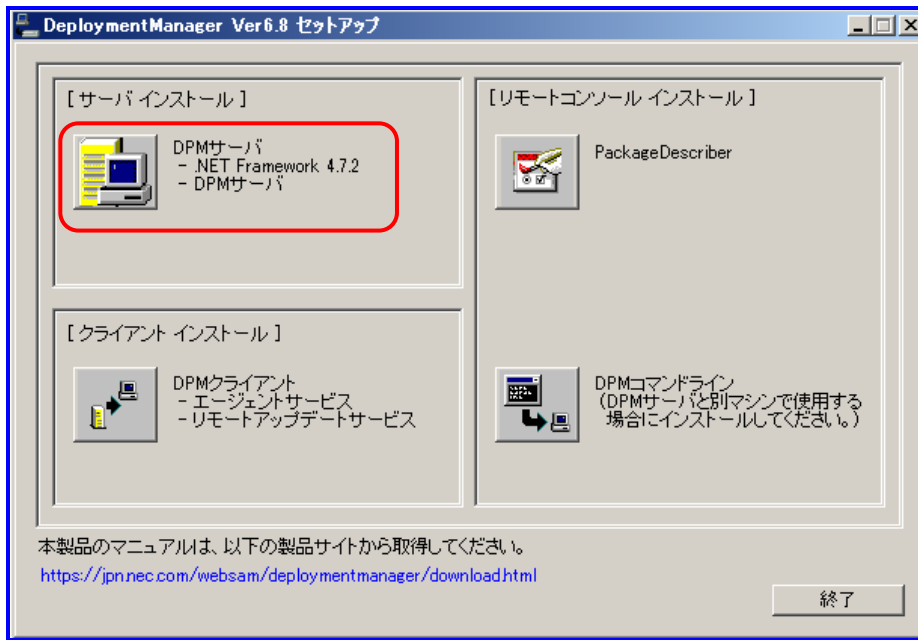 DeploymentManager Ver6.8 セットアップ
[ サーバ インストール ]
DPMサーバ
- .NET Framework 4.7.2
- DPMサーバ
[ クライアント インストール ]
DPMクライアント
- エージェントサービス
- リモートアップデートサービス
[ リモートコンソール インストール ]
PackageDescriber
DPMコマンドライン
(DPMサーバと別マシンで使用する
場合にインストールしてください。)
本製品のマニュアルは、以下の製品サイトから取得してください。
https://jpn.nec.com/websam/deploymentmanager/download.html
終了